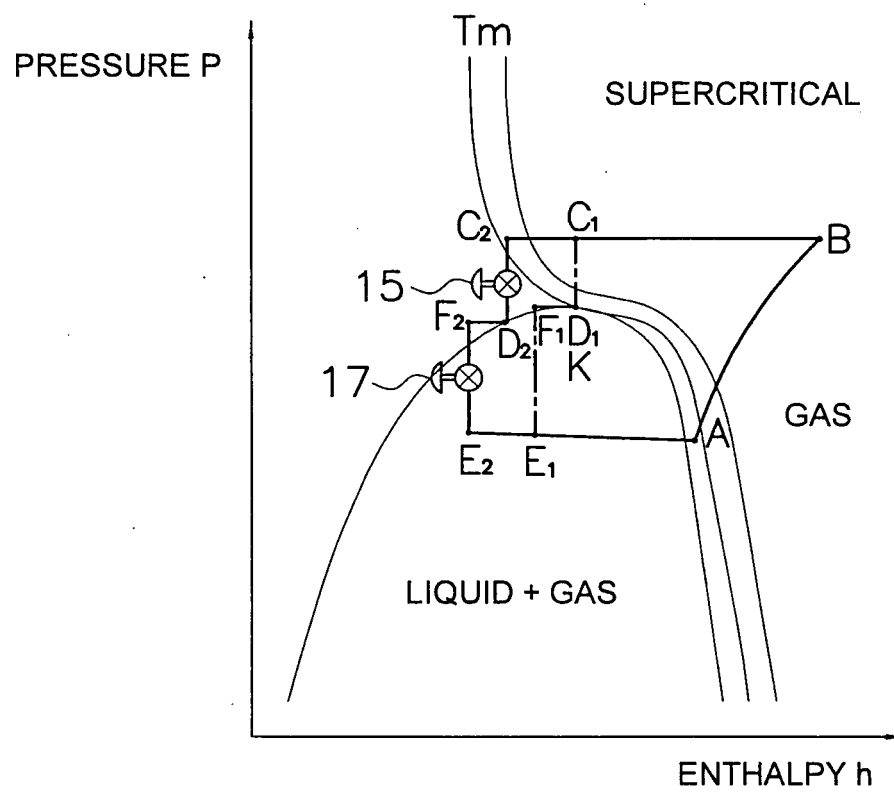 Tm
PRESSURE P
SUPERCRITICAL
C₂
C₁
B
15
F₂
D₂
F₁
D₁
K
17
GAS
A
E₂
E₁
LIQUID + GAS
ENTHALPY h